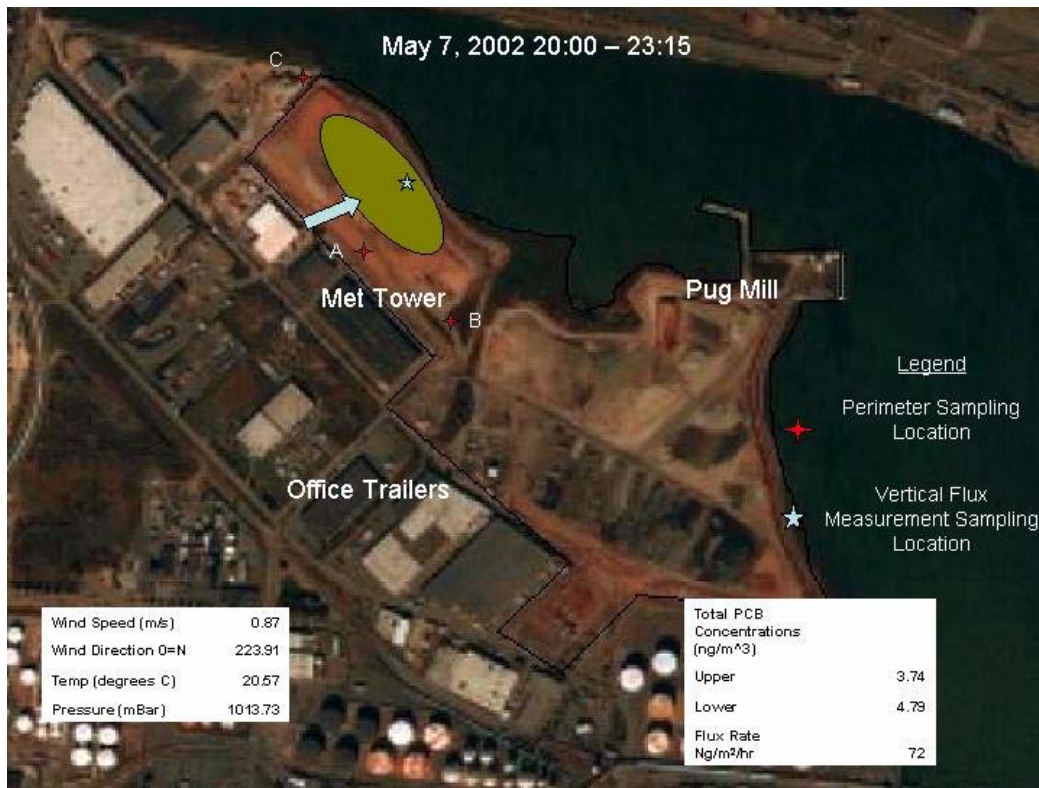 May 7, 2002 20:00 – 23:15
C
A
Met Tower
B
Pug Mill
Legend
Perimeter Sampling
Location
Office Trailers
Vertical Flux
Measurement Sampling
Location
Wind Speed (m/s) 0.87
Wind Direction 0=N 223.91
Temp (degrees C) 20.57
Pressure (mBar) 1013.73
Total PCB
Concentrations
(ng/m^3)
Upper 3.74
Lower 4.79
Flux Rate
Ng/m²/hr 72